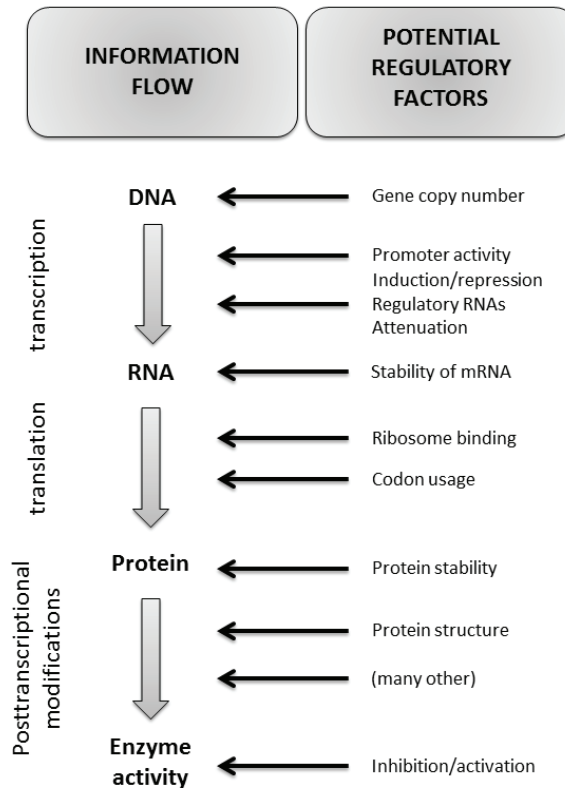 INFORMATION
FLOW
POTENTIAL
REGULATORY
FACTORS
transcription
translation
Posttranscriptional
modifications
DNA
RNA
Protein
Enzyme
activity
Gene copy number
Promoter activity
Induction/repression
Regulatory RNAs
Attenuation
Stability of mRNA
Ribosome binding
Codon usage
Protein stability
Protein structure
(many other)
Inhibition/activation